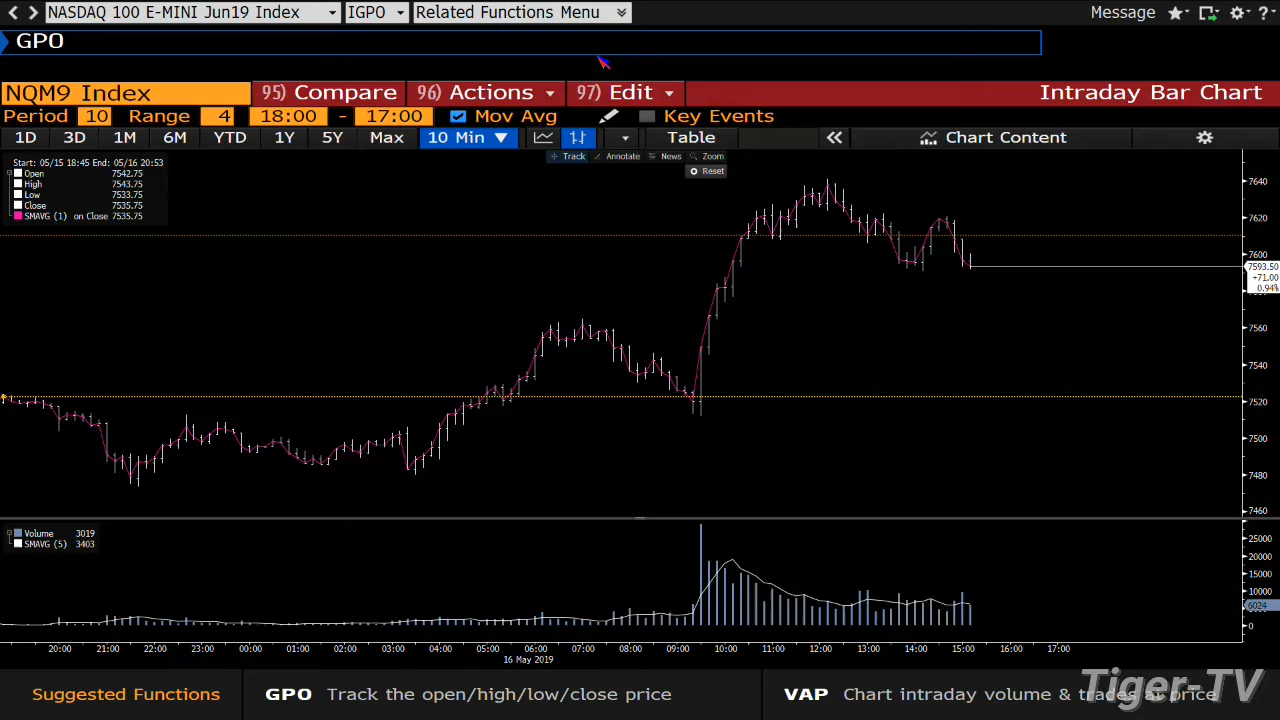 NASDAQ 100 E-MINI Jun19 Index IGPO Related Functions Menu Message ?
GPO
NQM9 Index 95) Compare 96) Actions 97) Edit Intraday Bar Chart
Period 10 Range 4 18:00 - 17:00 Mov Avg Key Events
1D 3D 1M 6M YTD 1Y 5Y Max 10 Min Table Chart Content
Track Annotate News Zoom
Reset
Start: 05/15 18:45 End: 05/16 20:53
Open 7542.75
High 7543.75
Low 7533.75
Close 7535.75
SMAVG (1) on Close 7535.75
7640
7620
7600
7593.50
+71.00
0.94%
7560
7540
7520
7500
7480
7460
Volume 3019
SMAVG (5) 3403
25000
20000
15000
10000
6024
0
20:00 21:00 22:00 23:00 00:00 01:00 02:00 03:00 04:00 05:00 06:00 07:00 08:00 09:00 10:00 11:00 12:00 13:00 14:00 15:00 16:00 17:00
16 May 2019
Suggested Functions GPO Track the open/high/low/close price VAP Chart intraday volume & trades at price
Tiger-TV